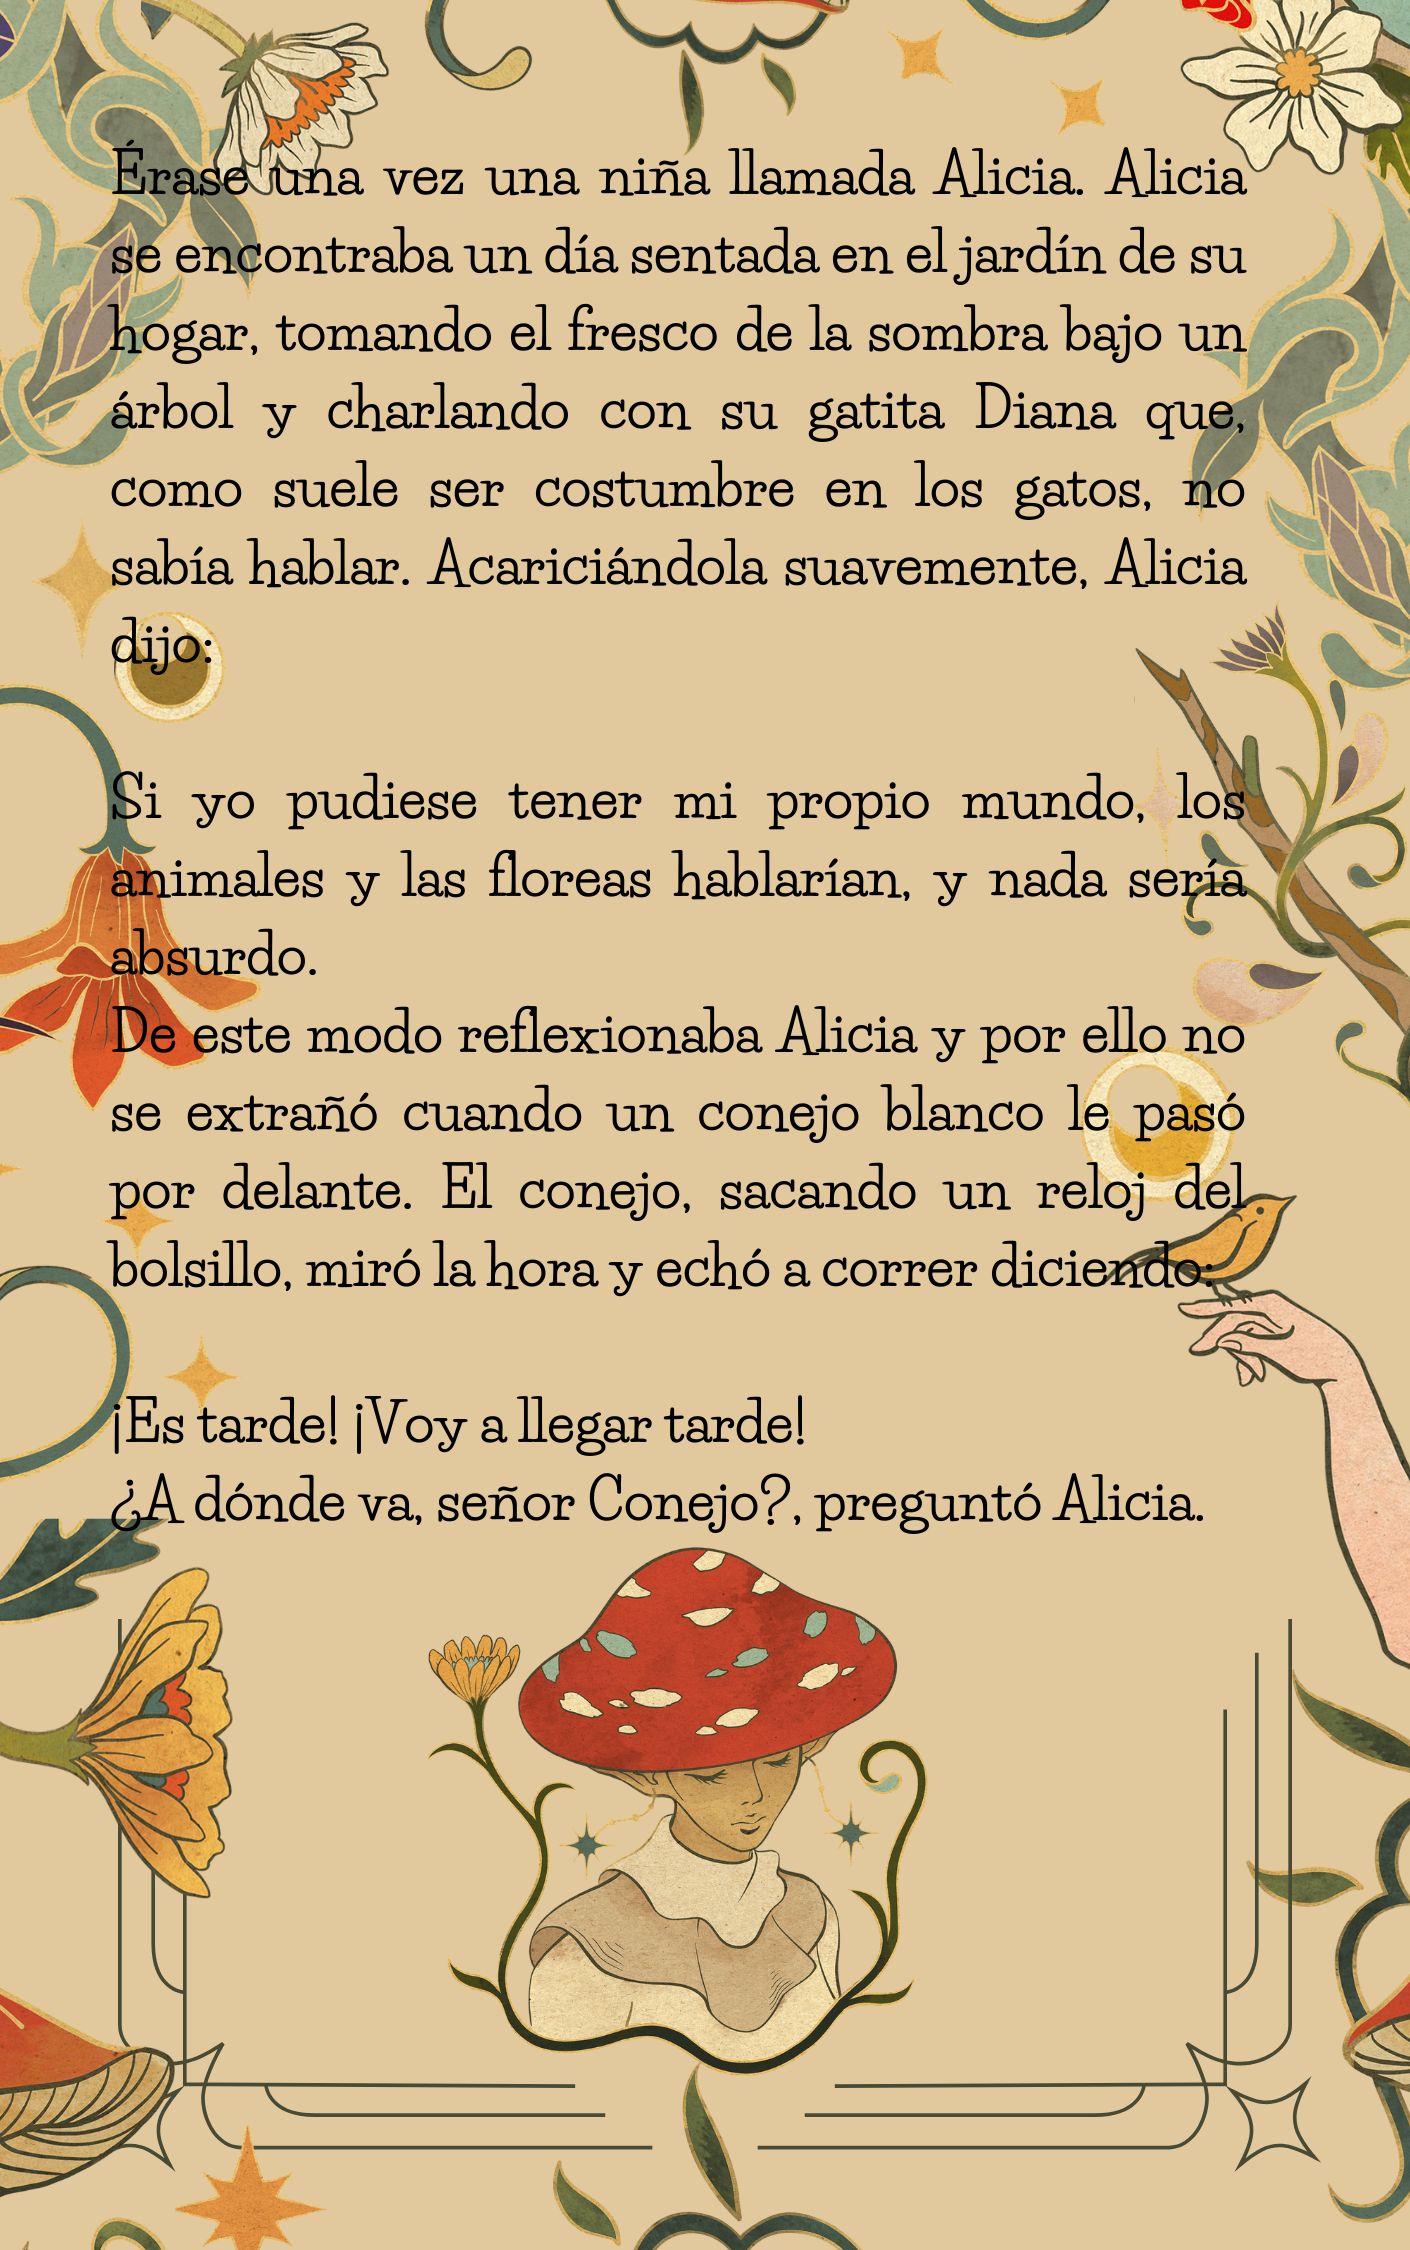 Érase una vez una niña llamada Alicia. Alicia
se encontraba un día sentada en el jardín de su
hogar, tomando el fresco de la sombra bajo un
árbol y charlando con su gatita Diana que,
como suele ser costumbre en los gatos, no
sabía hablar. Acariciándola suavemente, Alicia
dijo:
Si yo pudiese tener mi propio mundo, los
animales y las floreas hablarían, y nada sería
absurdo.
De este modo reflexionaba Alicia y por ello no
se extrañó cuando un conejo blanco le pasó
por delante. El conejo, sacando un reloj del
bolsillo, miró la hora y echó a correr diciendo:
¡Es tarde! ¡Voy a llegar tarde!
¿A dónde va, señor Conejo?, preguntó Alicia.